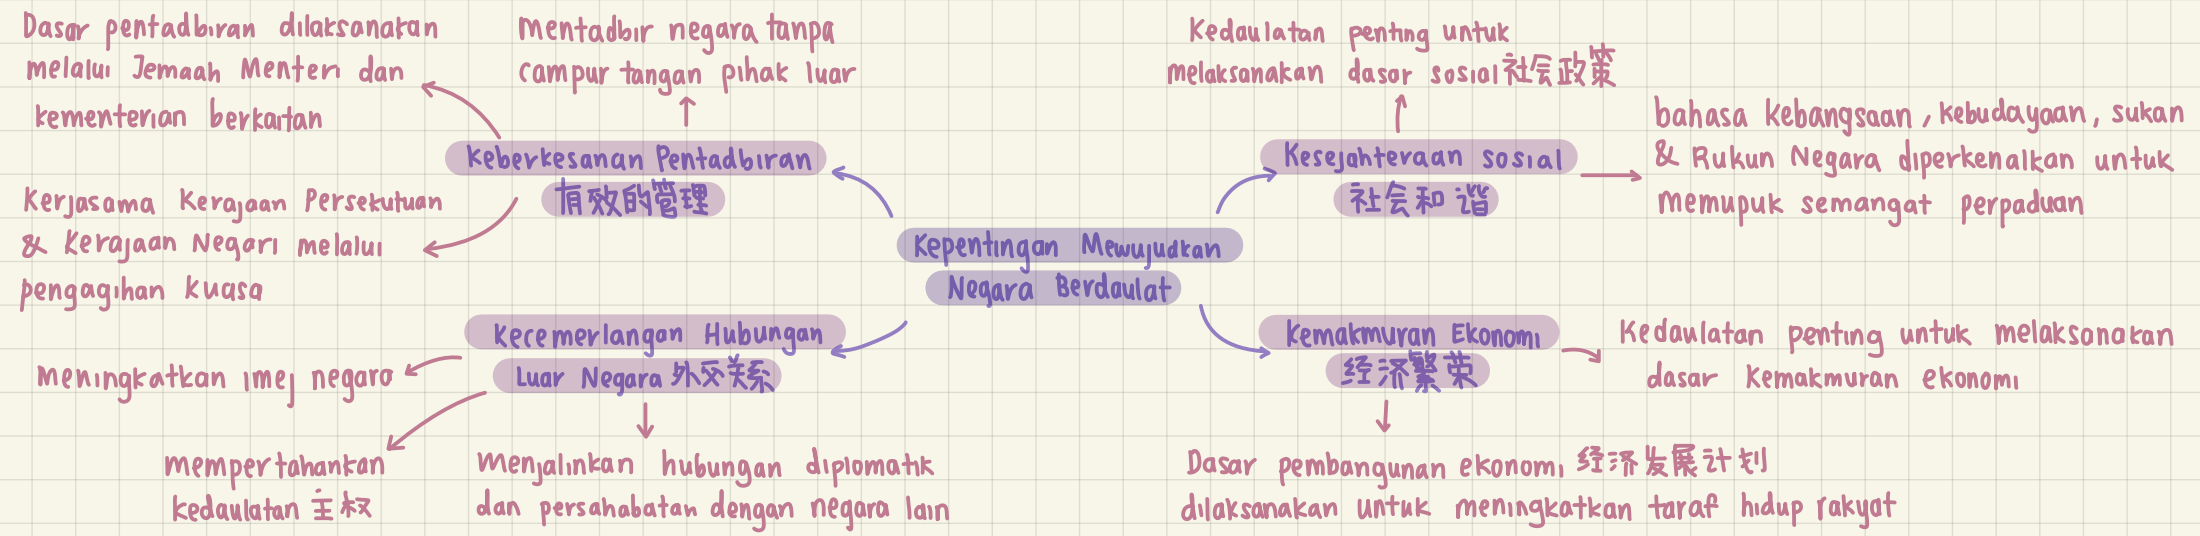 Dasar pentadbiran dilaksanakan
melalui Jemaah Menteri dan
kementerian berkaitan
Mentadbir negara tanpa
campur tangan pihak luar
Keberkesanan Pentadbiran
有效的管理
Kerjasama Kerajaan Persekutuan
& Kerajaan Negari melalui
pengagihan kuasa
Kepentingan Mewujudkan
Negara Berdaulat
Kecemerlangan Hubungan
Luar Negara 外交关系
Meningkatkan imej negara
mempertahankan
kedaulatan 主权
Menjalinkan hubungan diplomatik
dan persahabatan dengan negara lain
Kedaulatan penting untuk
melaksanakan dasar sosial 社会政策
Kesejahteraan sosial
社会和谐
bahasa kebangsaan, kebudayaan, sukan
& Rukun Negara diperkenalkan untuk
memupuk semangat perpaduan
Kemakmuran Ekonomi
经济繁荣
Kedaulatan penting untuk melaksanakan
dasar kemakmuran ekonomi
Dasar pembangunan ekonomi 经济发展计划
dilaksanakan untuk meningkatkan taraf hidup rakyat